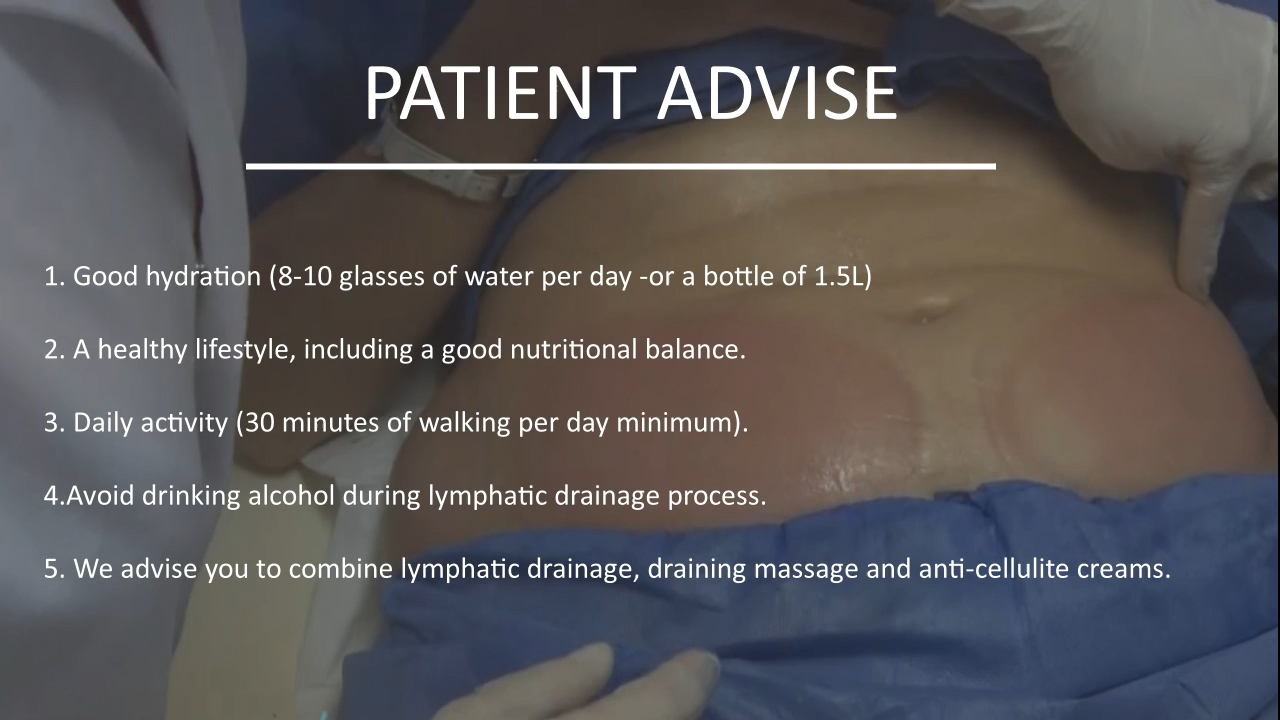 PATIENT ADVISE
1. Good hydration (8-10 glasses of water per day -or a bottle of 1.5L)
2. A healthy lifestyle, including a good nutritional balance.
3. Daily activity (30 minutes of walking per day minimum).
4.Avoid drinking alcohol during lymphatic drainage process.
5. We advise you to combine lymphatic drainage, draining massage and anti-cellulite creams.